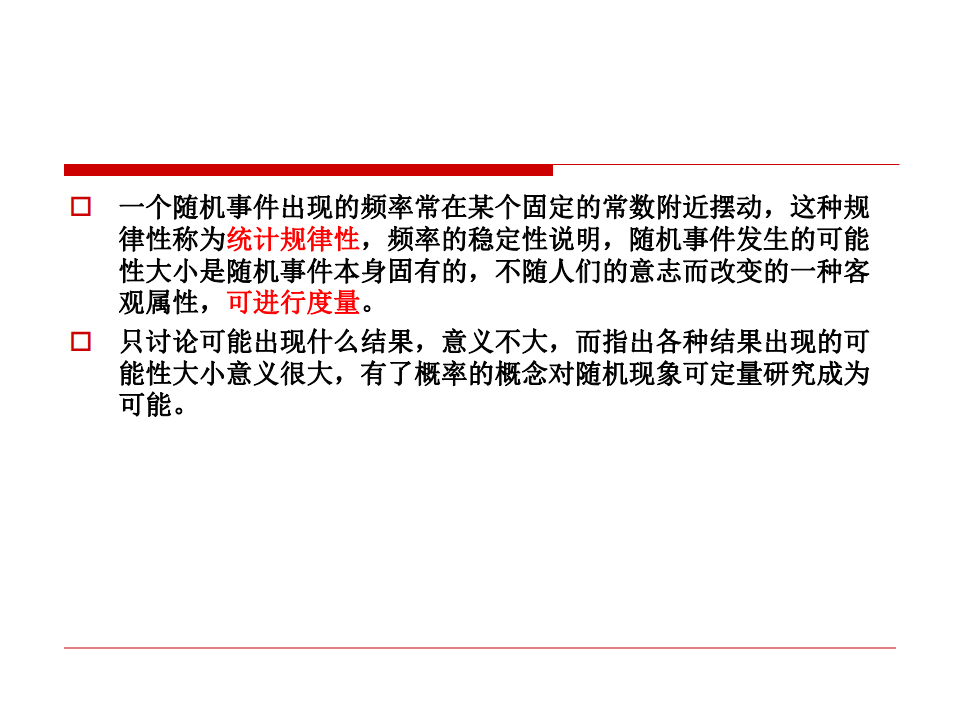 一个随机事件出现的频率常在某个固定的常数附近摆动，这种规
律性称为统计规律性，频率的稳定性说明，随机事件发生的可能
性大小是随机事件本身固有的，不随人们的意志而改变的一种客
观属性，可进行度量。
只讨论可能出现什么结果，意义不大，而指出各种结果出现的可
能性大小意义很大，有了概率的概念对随机现象可定量研究成为
可能。